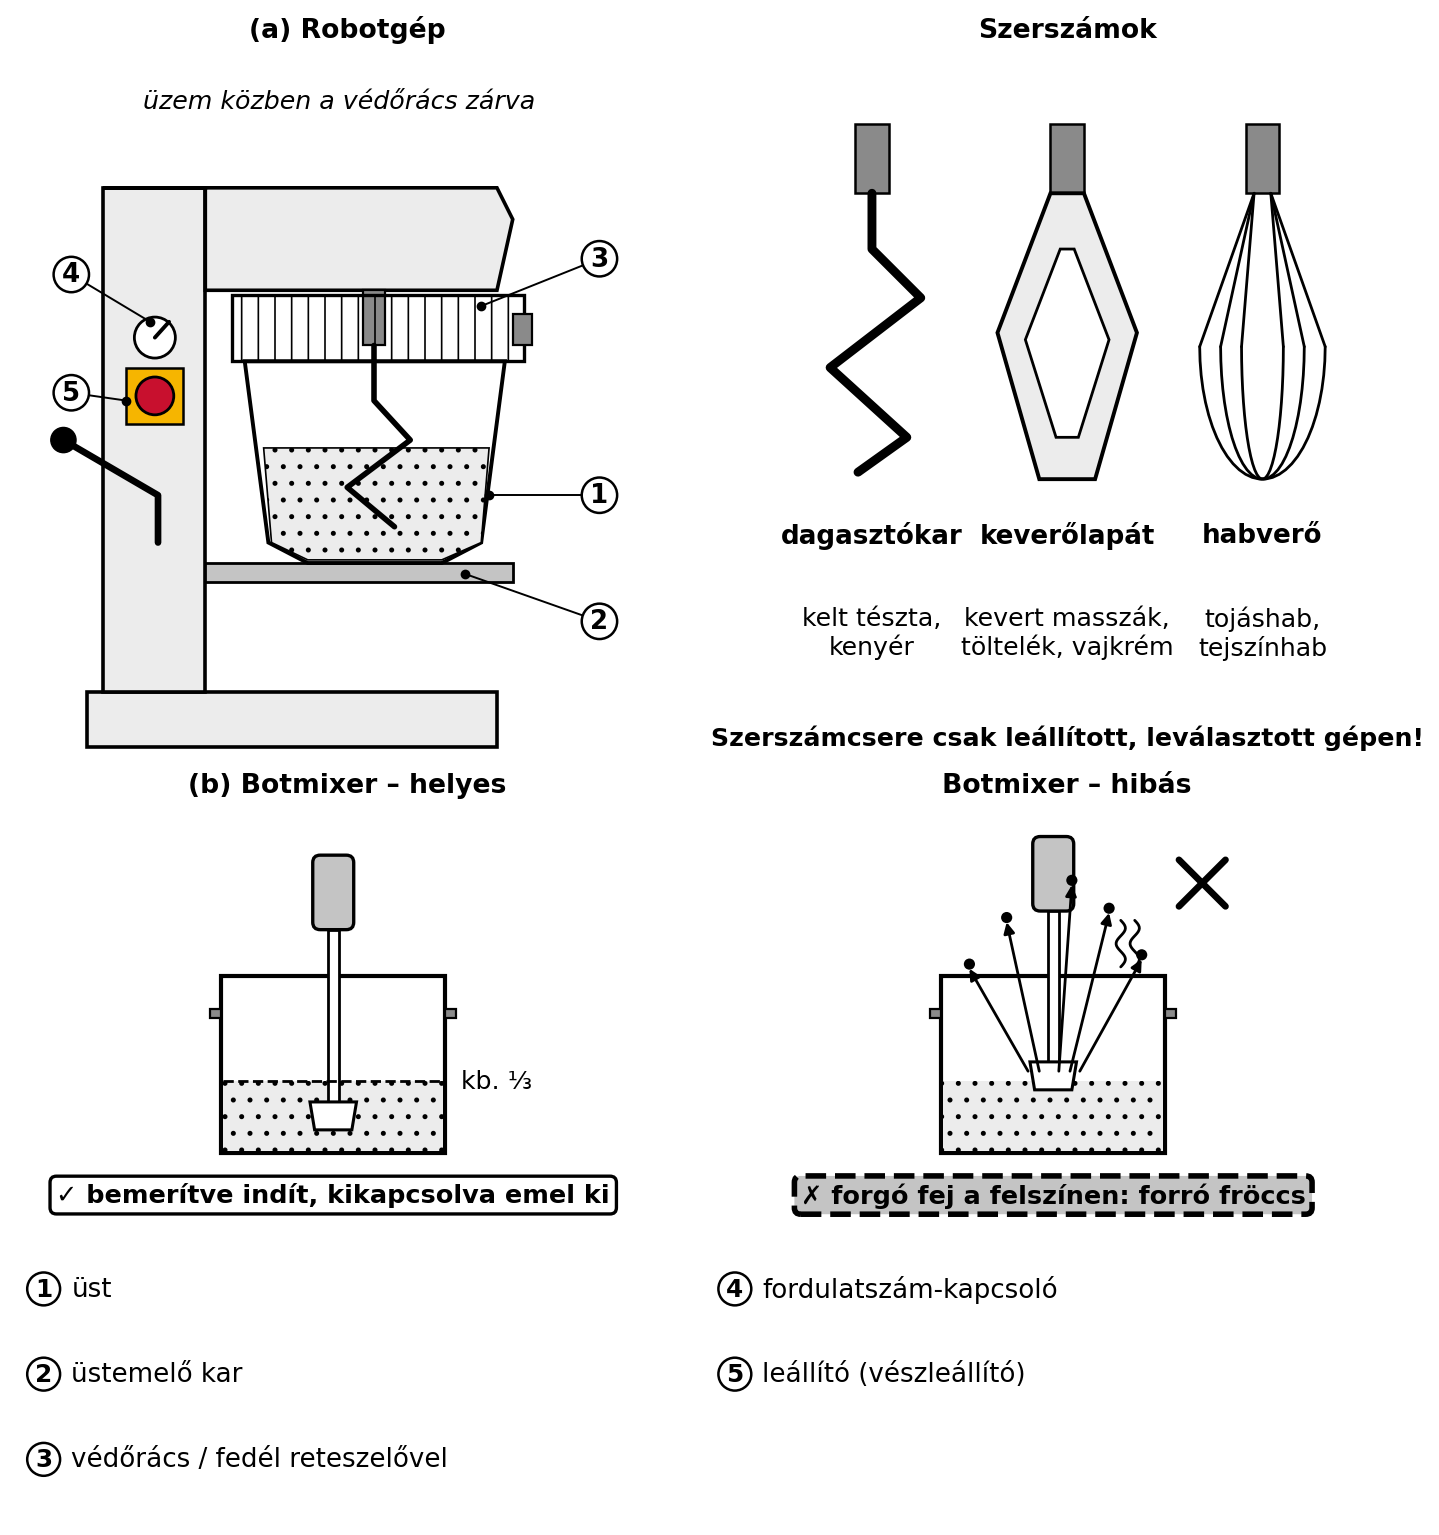 (a) Robotgép
üzem közben a védőrács zárva
4
3
5
1
2
Szerszámok
dagasztókar keverőlapát habverő
kelt tészta,
kenyér
kevert masszák,
töltelék, vajkrém
tojáshab,
tejszínhab
Szerszámcsere csak leállított, leválasztott gépen!
(b) Botmixer – helyes
kb. ⅓
✓ bemerítve indít, kikapcsolva emel ki
Botmixer – hibás
✗ forgó fej a felszínen: forró fröccs
1 üst
2 üstemelő kar
3 védőrács / fedél reteszelővel
4 fordulatszám-kapcsoló
5 leállító (vészleállító)